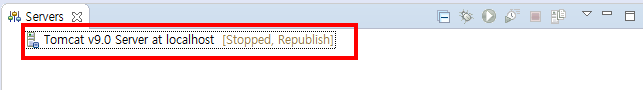 Servers
Tomcat v9.0 Server at localhost [Stopped, Republish]